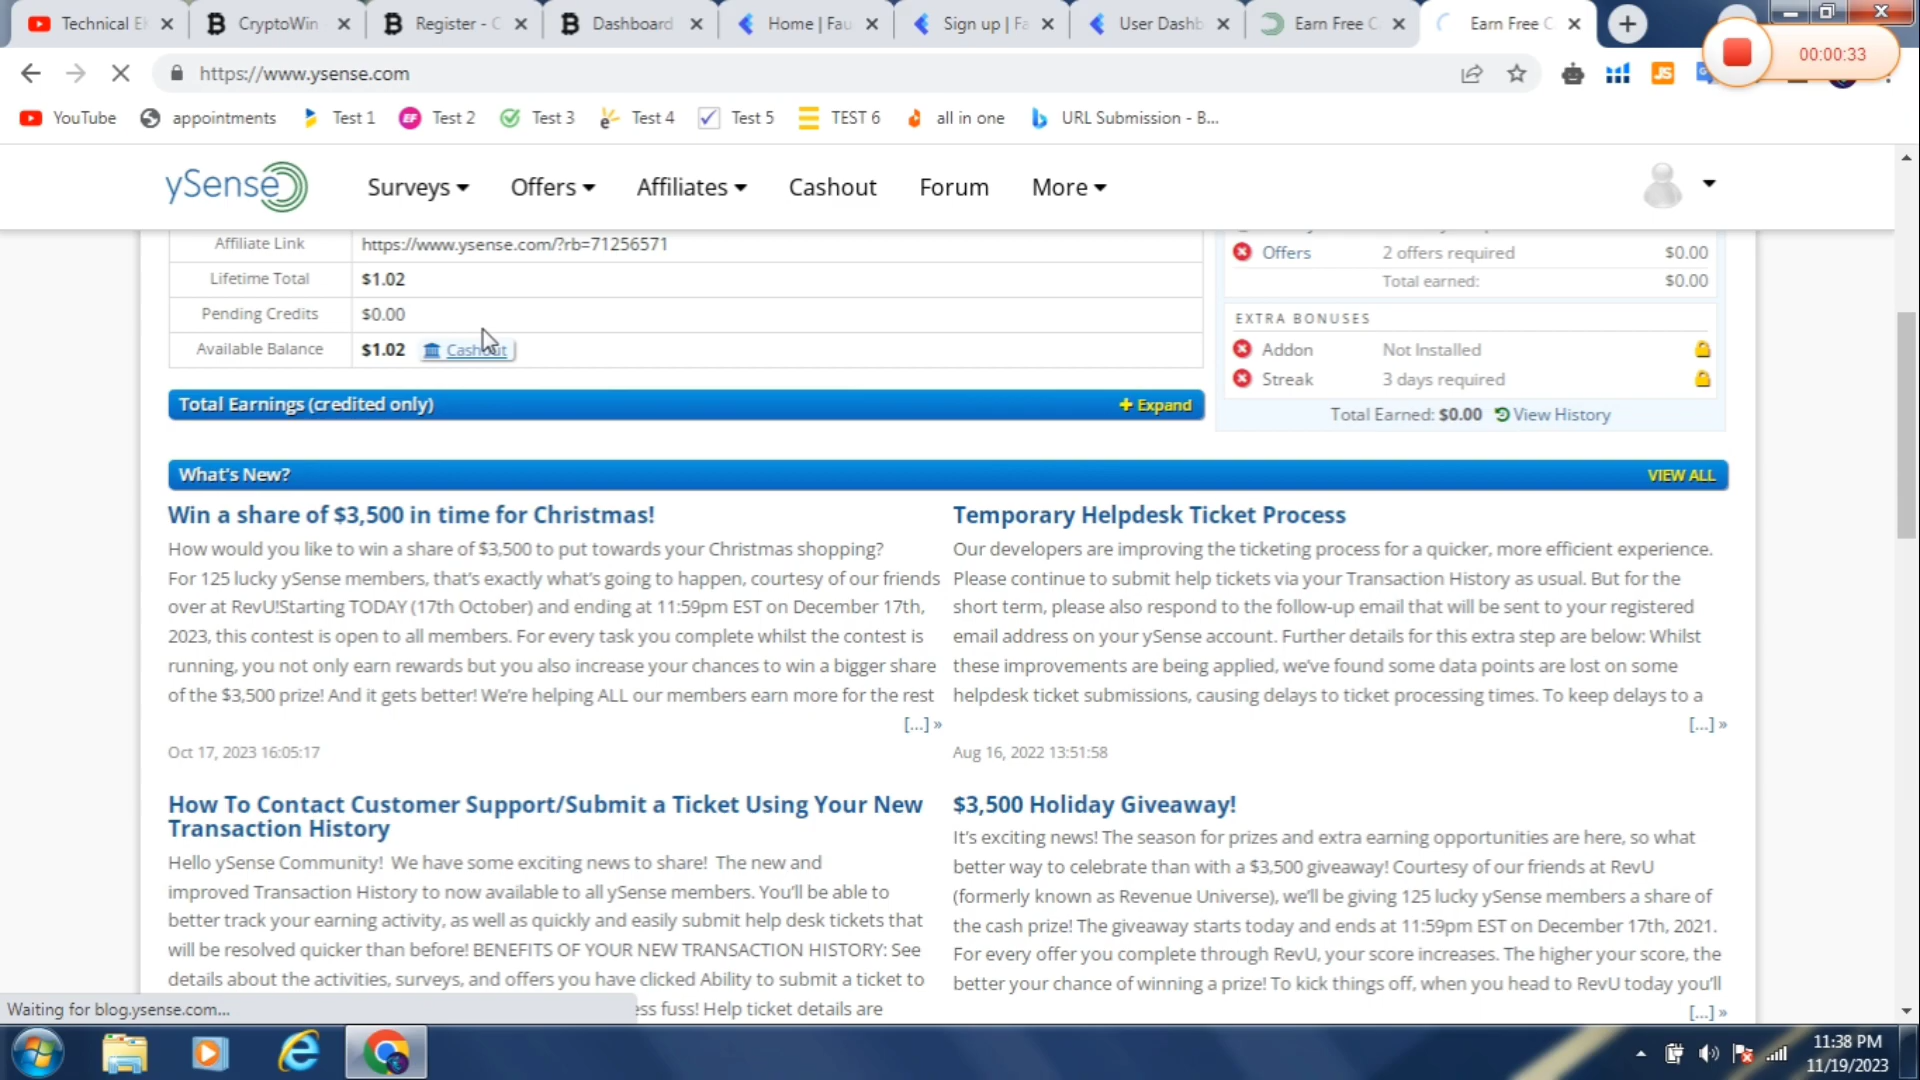 Technical E
CryptoWin
Register - C
Dashboard
Home | Fau
Sign up | Fa
User Dashb
Earn Free C
Earn Free C
00:00:33
https://www.ysense.com
YouTube
appointments
Test 1
Test 2
Test 3
Test 4
Test 5
TEST 6
all in one
URL Submission - B...
ySense
Surveys
Offers
Affiliates
Cashout
Forum
More
Affiliate Link https://www.ysense.com/?rb=71256571
Lifetime Total $1.02
Pending Credits $0.00
Available Balance $1.02 Cashout
Offers 2 offers required $0.00
Total earned: $0.00
EXTRA BONUSES
Addon Not Installed
Streak 3 days required
Total Earned: $0.00 View History
Total Earnings (credited only) + Expand
What's New? VIEW ALL
Win a share of $3,500 in time for Christmas!
How would you like to win a share of $3,500 to put towards your Christmas shopping?
For 125 lucky ySense members, that's exactly what's going to happen, courtesy of our friends
over at RevU!Starting TODAY (17th October) and ending at 11:59pm EST on December 17th,
2023, this contest is open to all members. For every task you complete whilst the contest is
running, you not only earn rewards but you also increase your chances to win a bigger share
of the $3,500 prize! And it gets better! We're helping ALL our members earn more for the rest
[...] »
Oct 17, 2023 16:05:17
Temporary Helpdesk Ticket Process
Our developers are improving the ticketing process for a quicker, more efficient experience.
Please continue to submit help tickets via your Transaction History as usual. But for the
short term, please also respond to the follow-up email that will be sent to your registered
email address on your ySense account. Further details for this extra step are below: Whilst
these improvements are being applied, we've found some data points are lost on some
helpdesk ticket submissions, causing delays to ticket processing times. To keep delays to a
[...] »
Aug 16, 2022 13:51:58
How To Contact Customer Support/Submit a Ticket Using Your New
Transaction History
Hello ySense Community! We have some exciting news to share! The new and
improved Transaction History to now available to all ySense members. You'll be able to
better track your earning activity, as well as quickly and easily submit help desk tickets that
will be resolved quicker than before! BENEFITS OF YOUR NEW TRANSACTION HISTORY: See
details about the activities, surveys, and offers you have clicked Ability to submit a ticket to
ess fuss! Help ticket details are
$3,500 Holiday Giveaway!
It's exciting news! The season for prizes and extra earning opportunities are here, so what
better way to celebrate than with a $3,500 giveaway! Courtesy of our friends at RevU
(formerly known as Revenue Universe), we'll be giving 125 lucky ySense members a share of
the cash prize! The giveaway starts today and ends at 11:59pm EST on December 17th, 2021.
For every offer you complete through RevU, your score increases. The higher your score, the
better your chance of winning a prize! To kick things off, when you head to RevU today you'll
[...] »
Waiting for blog.ysense.com...
11:38 PM
11/19/2023